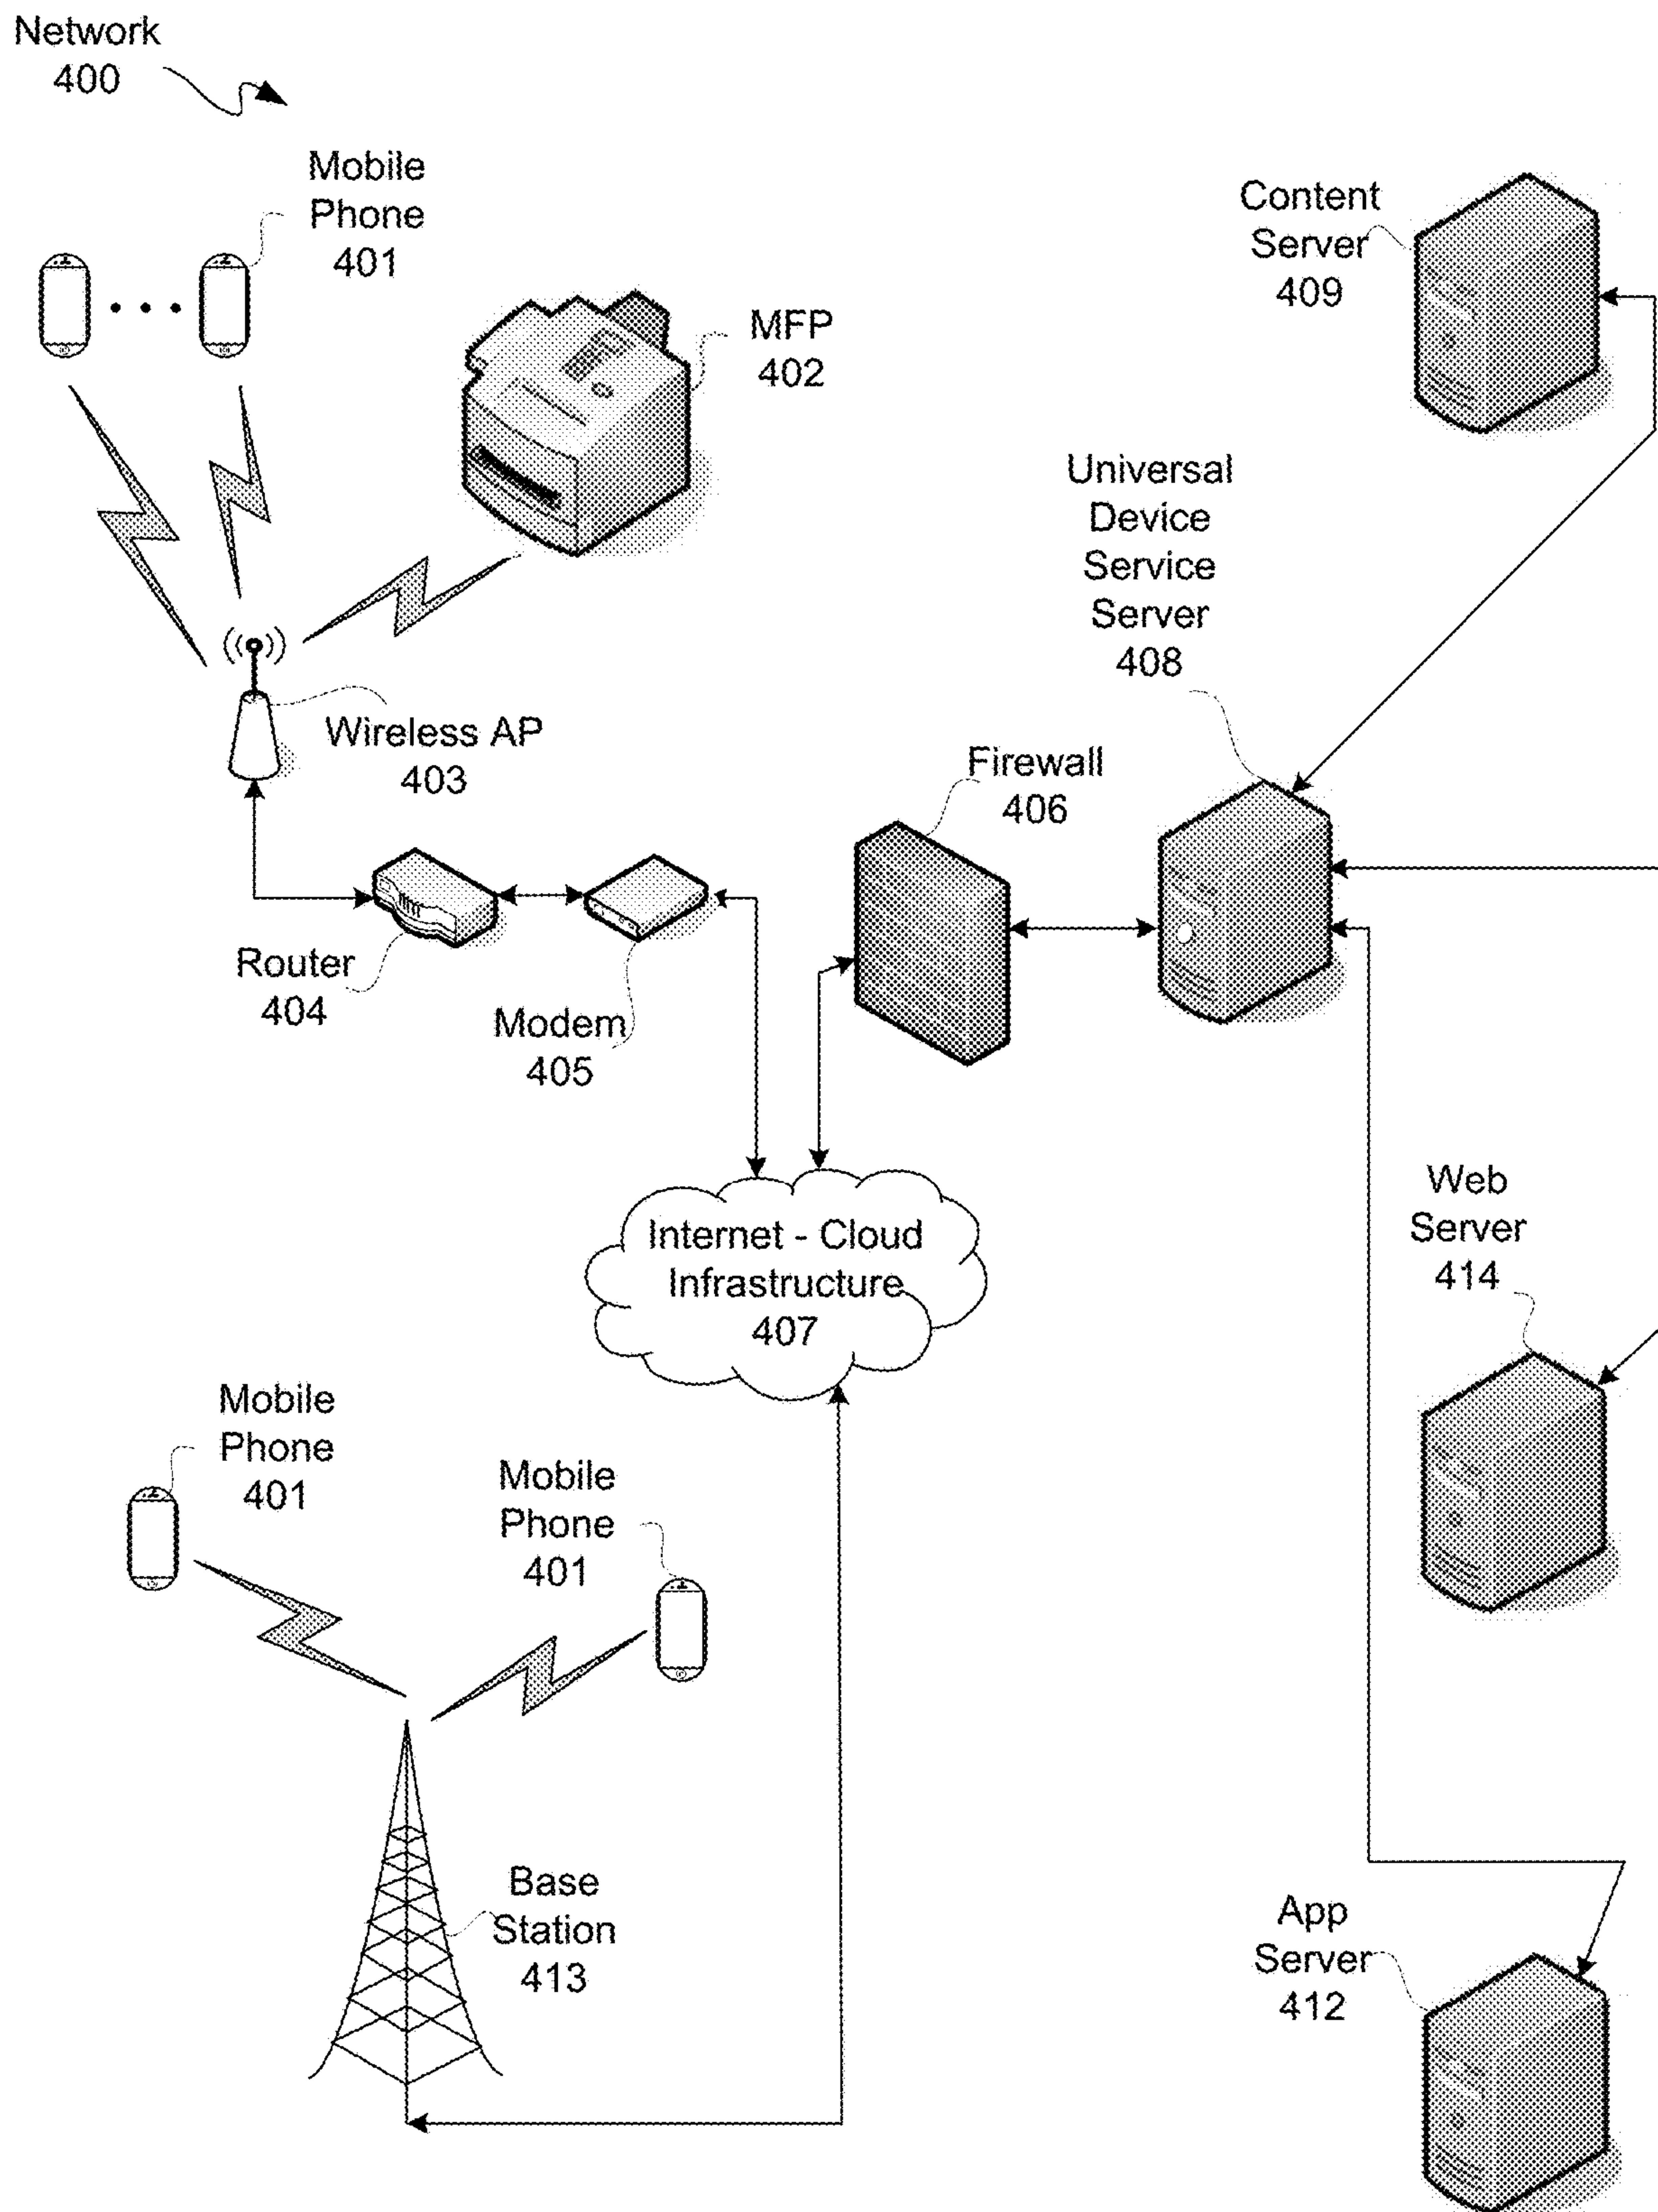 Network
400
Mobile
Phone
401
MFP
402
Content
Server
409
Universal
Device
Service
Server
408
Wireless AP
403
Firewall
406
Router
404
Modem
405
Internet - Cloud
Infrastructure
407
Web
Server
414
Mobile
Phone
401
Mobile
Phone
401
Base
Station
413
App
Server
412